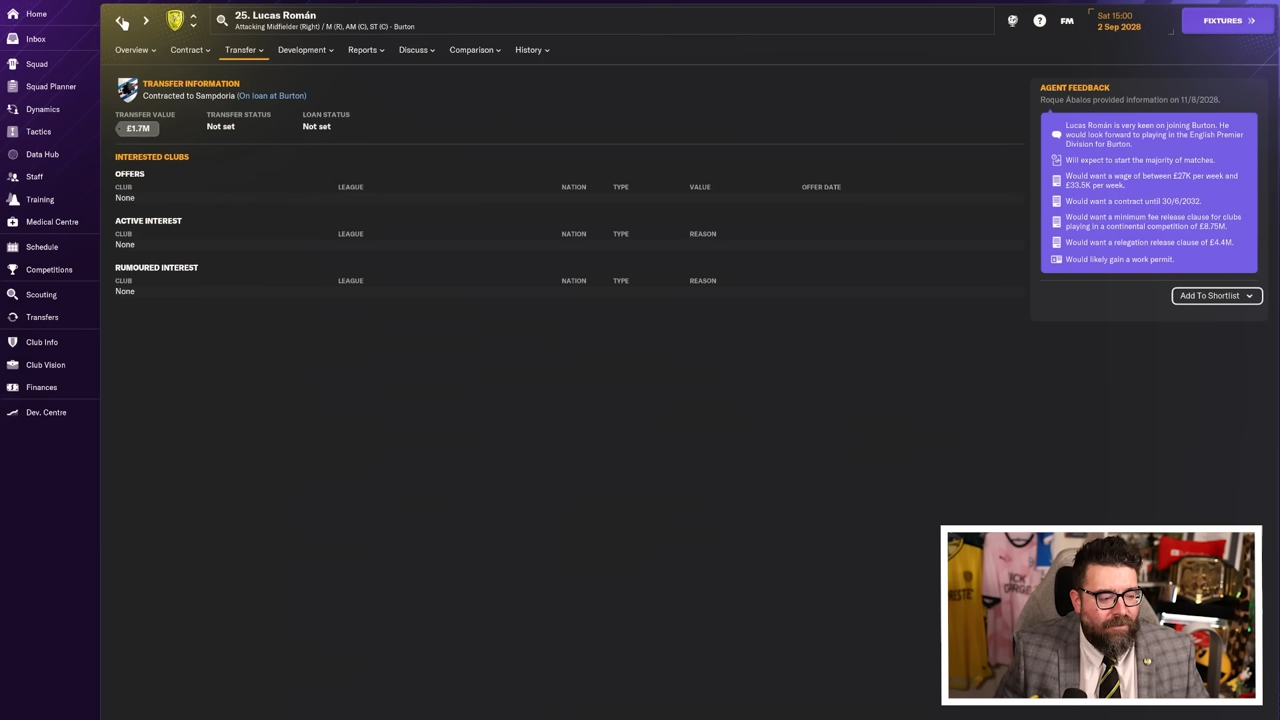 Home
Inbox
Squad
Squad Planner
Dynamics
Tactics
Data Hub
Staff
Training
Medical Centre
Schedule
Competitions
Scouting
Transfers
Club Info
Club Vision
Finances
Dev. Centre
25. Lucas Román
Attacking Midfielder (Right) / M (R), AM (C), ST (C) - Burton
FM
Sat 15:00
2 Sep 2028
FIXTURES
Overview
Contract
Transfer
Development
Reports
Discuss
Comparison
History
TRANSFER INFORMATION
Contracted to Sampdoria (On loan at Burton)
TRANSFER VALUE TRANSFER STATUS LOAN STATUS
£1.7M Not set Not set
INTERESTED CLUBS
OFFERS
CLUB LEAGUE NATION TYPE VALUE OFFER DATE
None
ACTIVE INTEREST
CLUB LEAGUE NATION TYPE REASON
None
RUMOURED INTEREST
CLUB LEAGUE NATION TYPE REASON
None
AGENT FEEDBACK
Roque Ábalos provided information on 11/8/2028.
Lucas Román is very keen on joining Burton. He
would look forward to playing in the English Premier
Division for Burton.
Will expect to start the majority of matches.
Would want a wage of between £27K per week and
£33.5K per week.
Would want a contract until 30/6/2032.
Would want a minimum fee release clause for clubs
playing in a continental competition of £8.75M.
Would want a relegation release clause of £4.4M.
Would likely gain a work permit.
Add To Shortlist